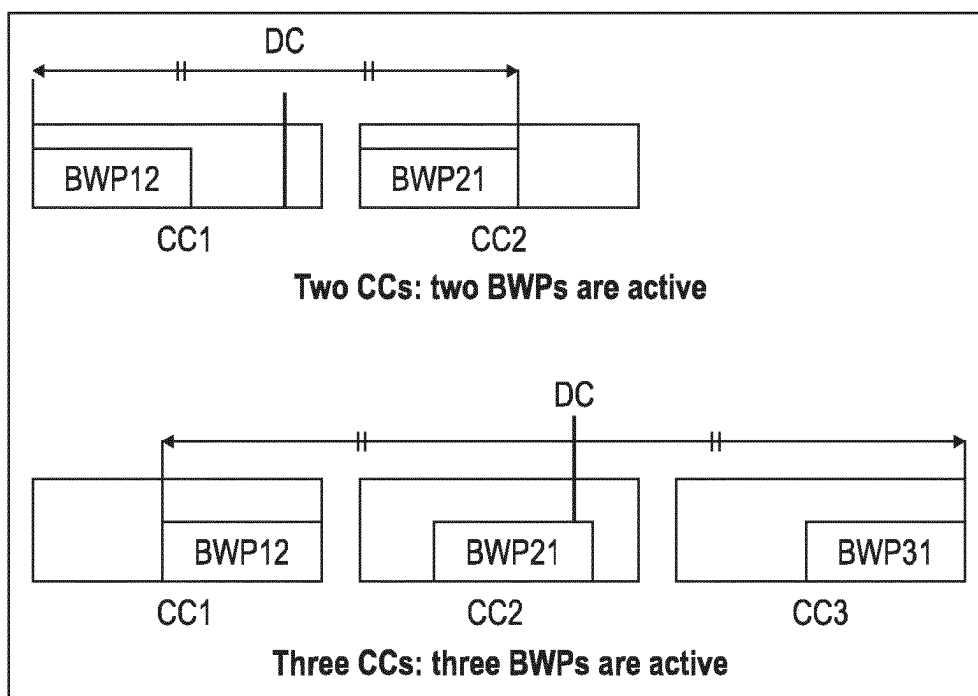 DC
BWP12
BWP21
CC1
CC2
Two CCs: two BWPs are active
DC
BWP12
BWP21
BWP31
CC1
CC2
CC3
Three CCs: three BWPs are active